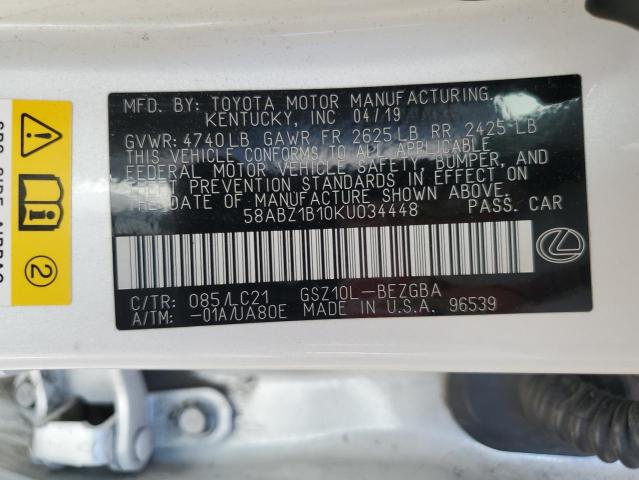 MFD. BY: TOYOTA MOTOR MANUFACTURING,
KENTUCKY, INC 04/19
GVWR: 4740LB GAWR FR 2625LB RR 2425 LB
THIS VEHICLE CONFORMS TO ALL APPLICABLE
FEDERAL MOTOR VEHICLE SAFETY, BUMPER, AND
THEFT PREVENTION STANDARDS IN EFFECT ON
THE DATE OF MANUFACTURE SHOWN ABOVE.
58ABZ1B10KU034448 PASS. CAR
C/TR: 085/LC21 GSZ10L-BEZGBA
A/TM: -01A/UA80E MADE IN U.S.A. 96539
2